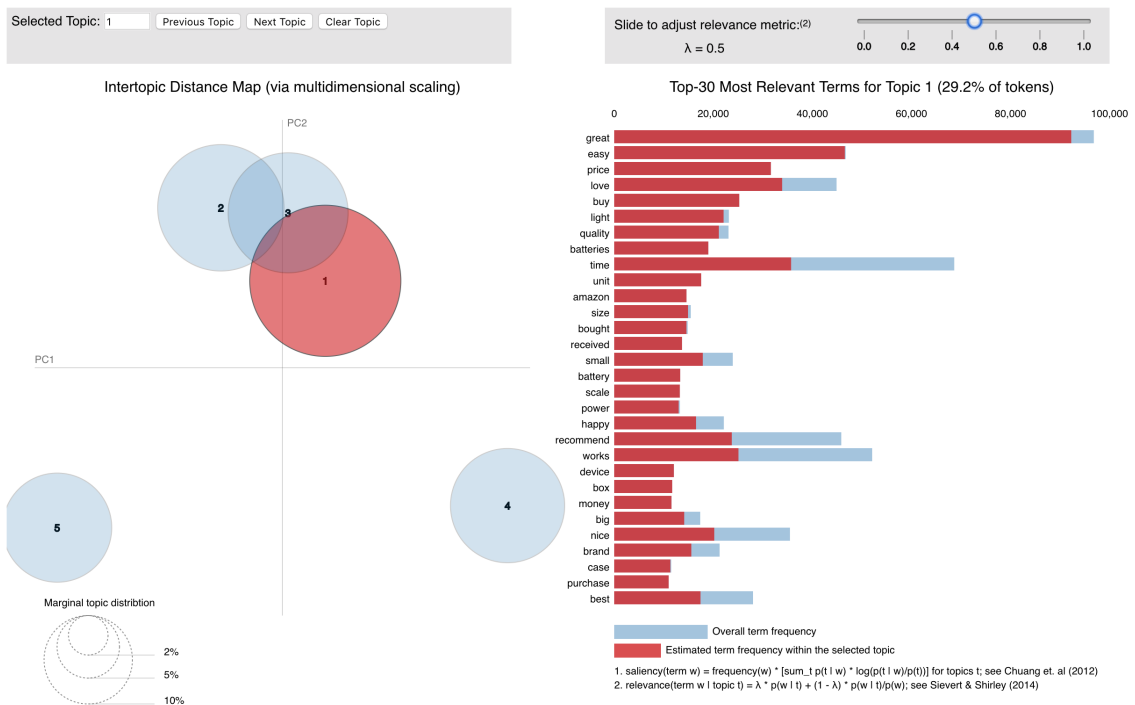 Selected Topic: 1 Previous Topic Next Topic Clear Topic
Slide to adjust relevance metric:(2)
λ = 0.5
0.0 0.2 0.4 0.6 0.8 1.0
Intertopic Distance Map (via multidimensional scaling)
PC2
PC1
2
3
1
4
5
Marginal topic distribtion
2%
5%
10%
Top-30 Most Relevant Terms for Topic 1 (29.2% of tokens)
0 20,000 40,000 60,000 80,000 100,000
great
easy
price
love
buy
light
quality
batteries
time
unit
amazon
size
bought
received
small
battery
scale
power
happy
recommend
works
device
box
money
big
nice
brand
case
purchase
best
Overall term frequency
Estimated term frequency within the selected topic
1. saliency(term w) = frequency(w) * [sum_t p(t | w) * log(p(t | w)/p(t))] for topics t; see Chuang et. al (2012)
2. relevance(term w | topic t) = λ * p(w | t) + (1 - λ) * p(w | t)/p(w); see Sievert & Shirley (2014)